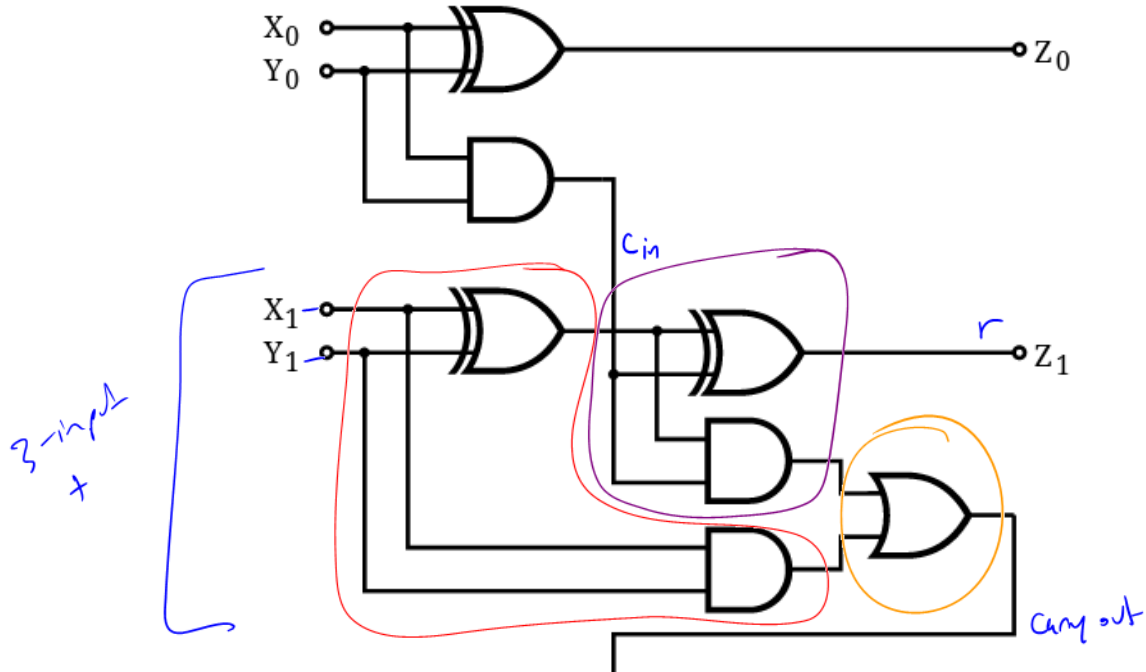 X₀
Y₀
Z₀
Cin
X₁
Y₁
r
Z₁
3-input
+
carry out